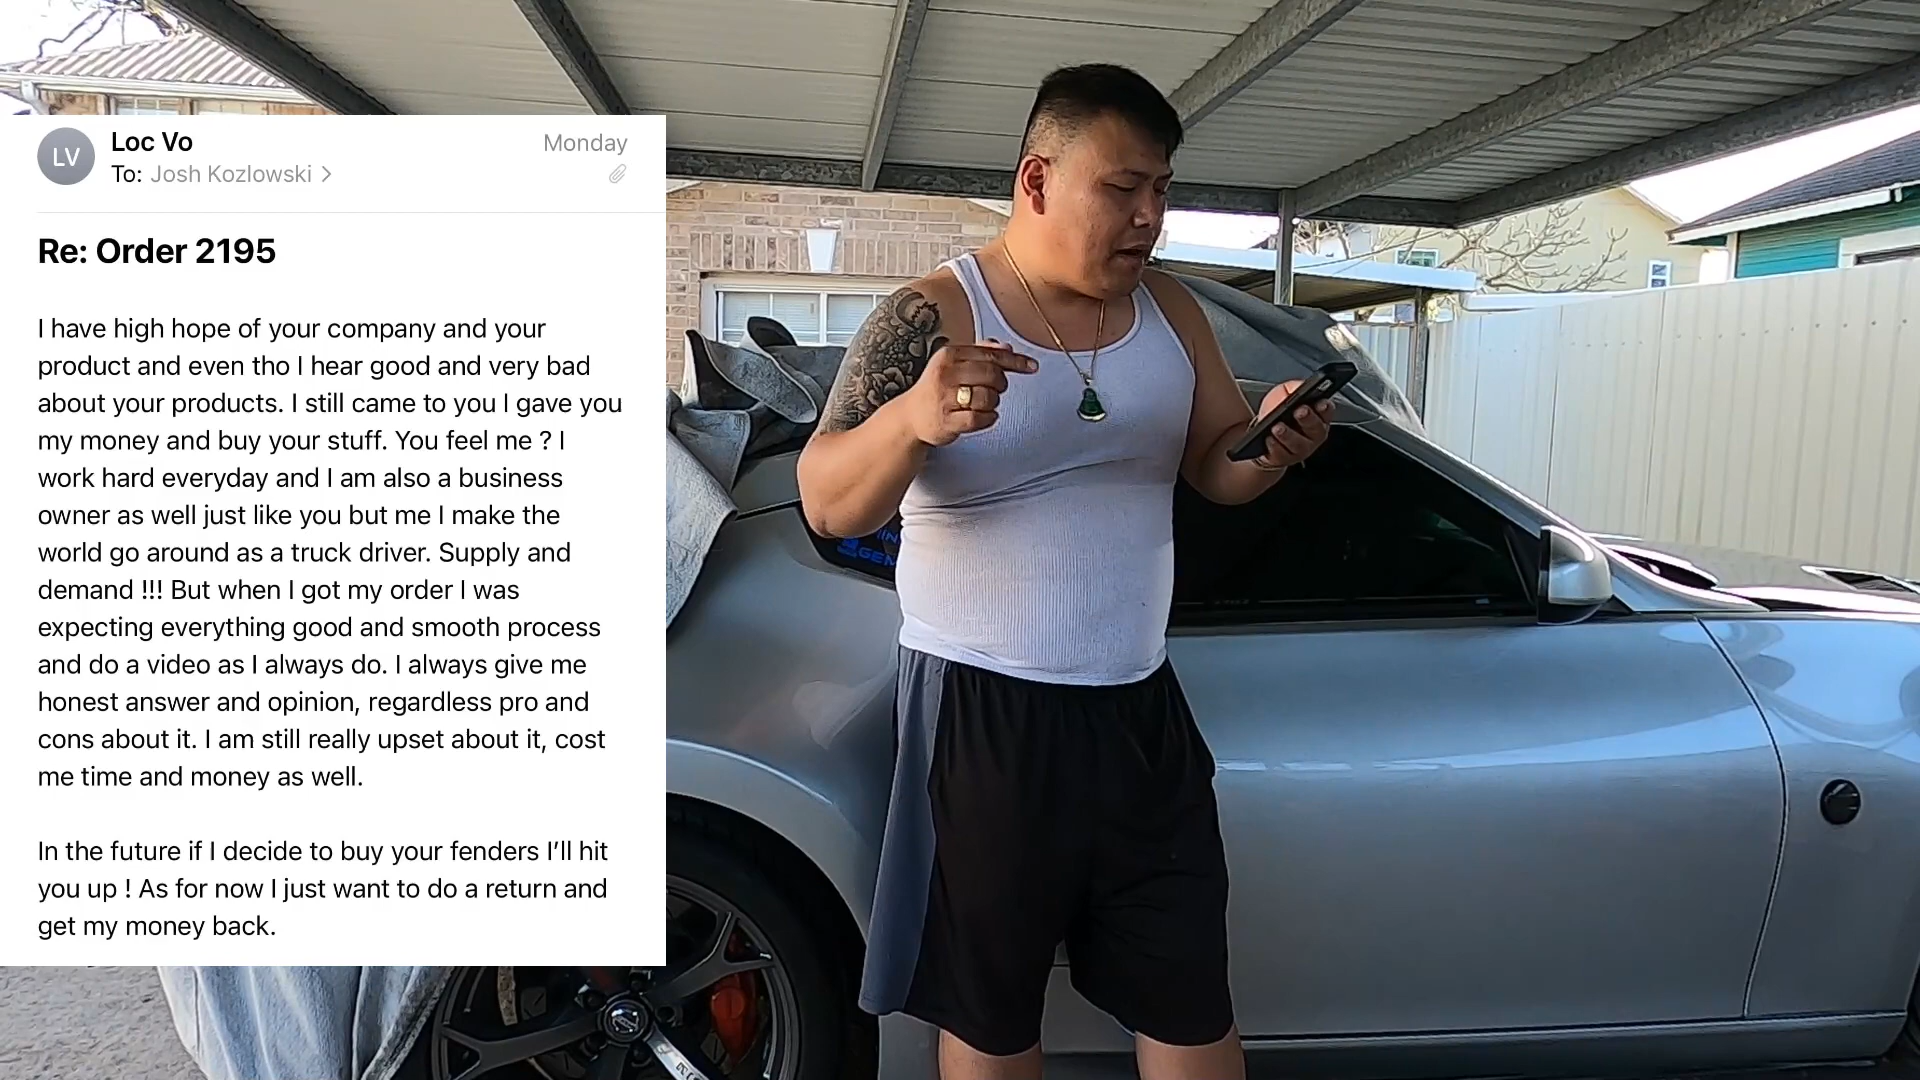 LV
Loc Vo
Monday
To: Josh Kozlowski >
Re: Order 2195
I have high hope of your company and your
product and even tho I hear good and very bad
about your products. I still came to you I gave you
my money and buy your stuff. You feel me ? I
work hard everyday and I am also a business
owner as well just like you but me I make the
world go around as a truck driver. Supply and
demand !!! But when I got my order I was
expecting everything good and smooth process
and do a video as I always do. I always give me
honest answer and opinion, regardless pro and
cons about it. I am still really upset about it, cost
me time and money as well.
In the future if I decide to buy your fenders I’ll hit
you up ! As for now I just want to do a return and
get my money back.